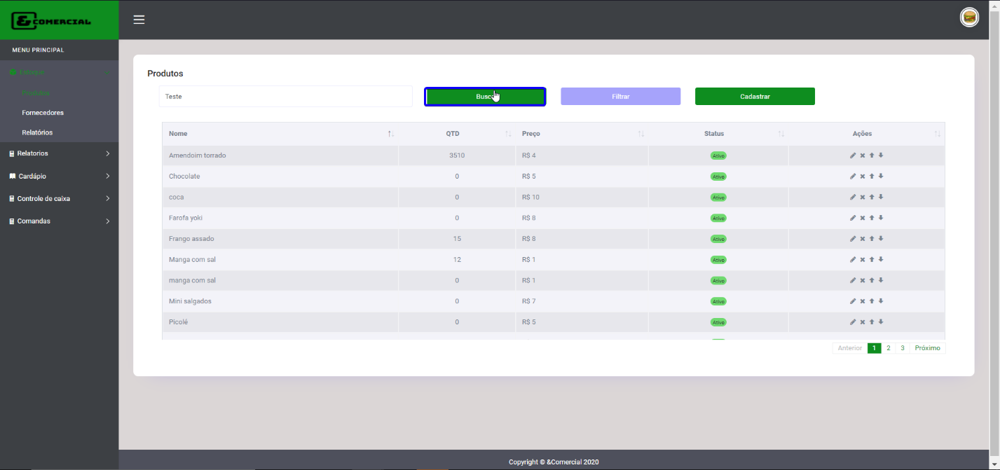 & COMERCIAL
MENU PRINCIPAL
Estoque
Produtos
Fornecedores
Relatórios
Relatorios
Cardápio
Controle de caixa
Comandas
Produtos
Teste
Filtrar
Cadastrar
Nome QTD Preço Status Ações
Amendoim torrado 3510 R$ 4 Ativo
Chocolate 0 R$ 5 Ativo
coca 0 R$ 10 Ativo
Farofa yoki 0 R$ 8 Ativo
Frango assado 15 R$ 8 Ativo
Manga com sal 12 R$ 1 Ativo
manga com sal 0 R$ 1 Ativo
Mini salgados 0 R$ 7 Ativo
Picolé 0 R$ 5 Ativo
Anterior 1 2 3 Próximo
Copyright © &Comercial 2020